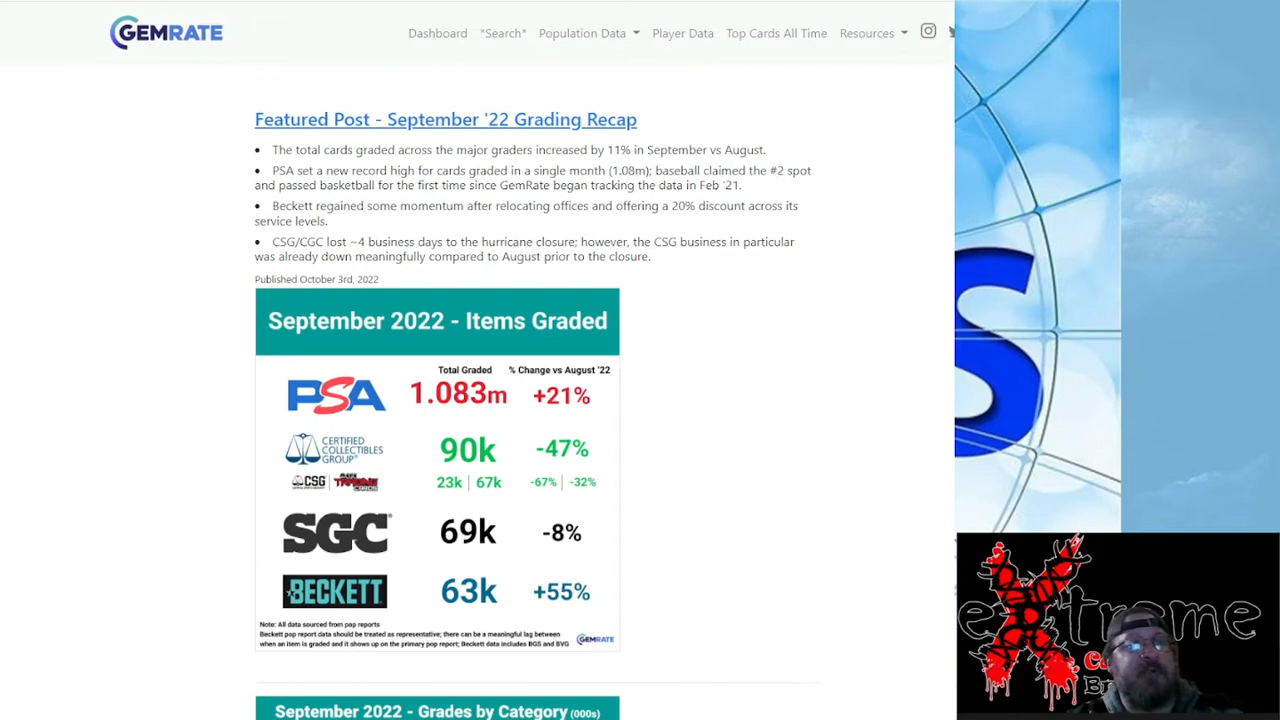 GEMRATE
Dashboard *Search* Population Data Player Data Top Cards All Time Resources
Featured Post - September '22 Grading Recap
• The total cards graded across the major graders increased by 11% in September vs August.
• PSA set a new record high for cards graded in a single month (1.08m); baseball claimed the #2 spot
and passed basketball for the first time since GemRate began tracking the data in Feb '21.
• Beckett regained some momentum after relocating offices and offering a 20% discount across its
service levels.
• CSG/CGC lost ~4 business days to the hurricane closure; however, the CSG business in particular
was already down meaningfully compared to August prior to the closure.
Published October 3rd, 2022
September 2022 - Items Graded
Total Graded % Change vs August '22
PSA 1.083m +21%
CERTIFIED
COLLECTIBLES
GROUP 90k -47%
CSG TRADING CARDS 23k | 67k -67% | -32%
SGC 69k -8%
BECKETT 63k +55%
Note: All data sourced from pop reports
Beckett pop report data should be treated as representative; there can be a meaningful lag between
when an item is graded and it shows up on the primary pop report; Beckett data includes BGS and BVG
GEMRATE
September 2022 - Grades by Category (000s)
S
eXtreme